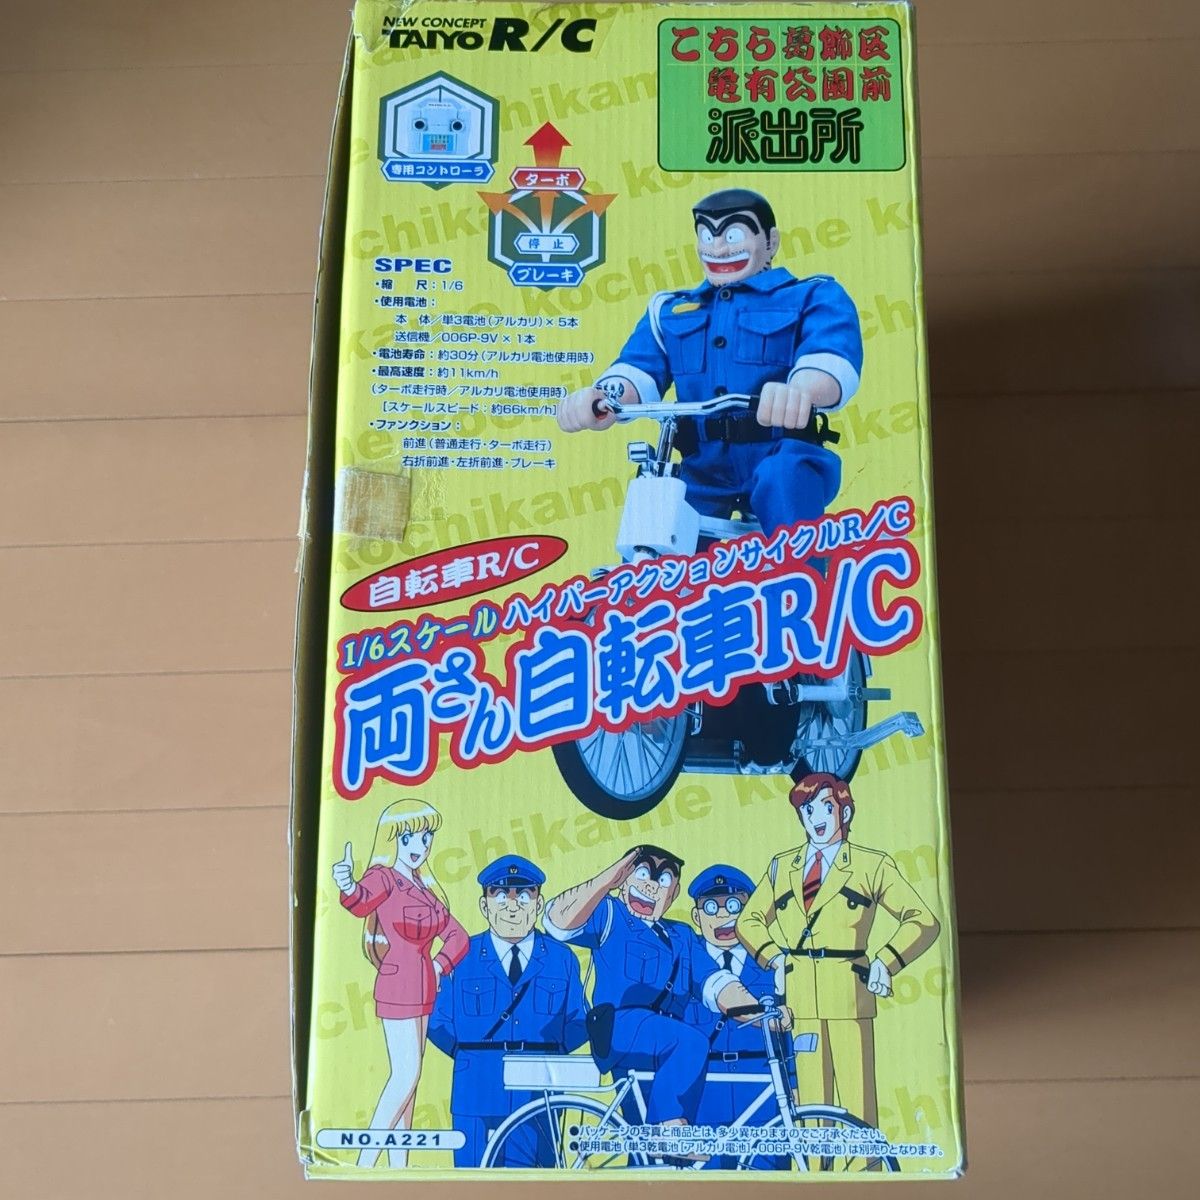 NEW CONCEPT
TAIYO R/C
こちら葛飾区
亀有公園前
派出所
専用コントローラ
ターボ
停止
ブレーキ
SPEC
・縮　尺：1/6
・使用電池：
本　体／単3電池（アルカリ）×5本
送信機／006P-9V×1本
・電池寿命：約30分（アルカリ電池使用時）
・最高速度：約11km/h
（ターボ走行時／アルカリ電池使用時）
［スケールスピード：約66km/h］
・ファンクション：
前進（普通走行・ターボ走行）
右折前進・左折前進・ブレーキ
kochikame kochikame
自転車R/C
1/6スケール ハイパーアクションサイクルR/C
両さん自転車R/C
NO.A221
●パッケージの写真と商品とは、多少異なりますのでご了承ください。
●使用電池（単3乾電池［アルカリ電池］、006P-9V乾電池）は別売りとなります。